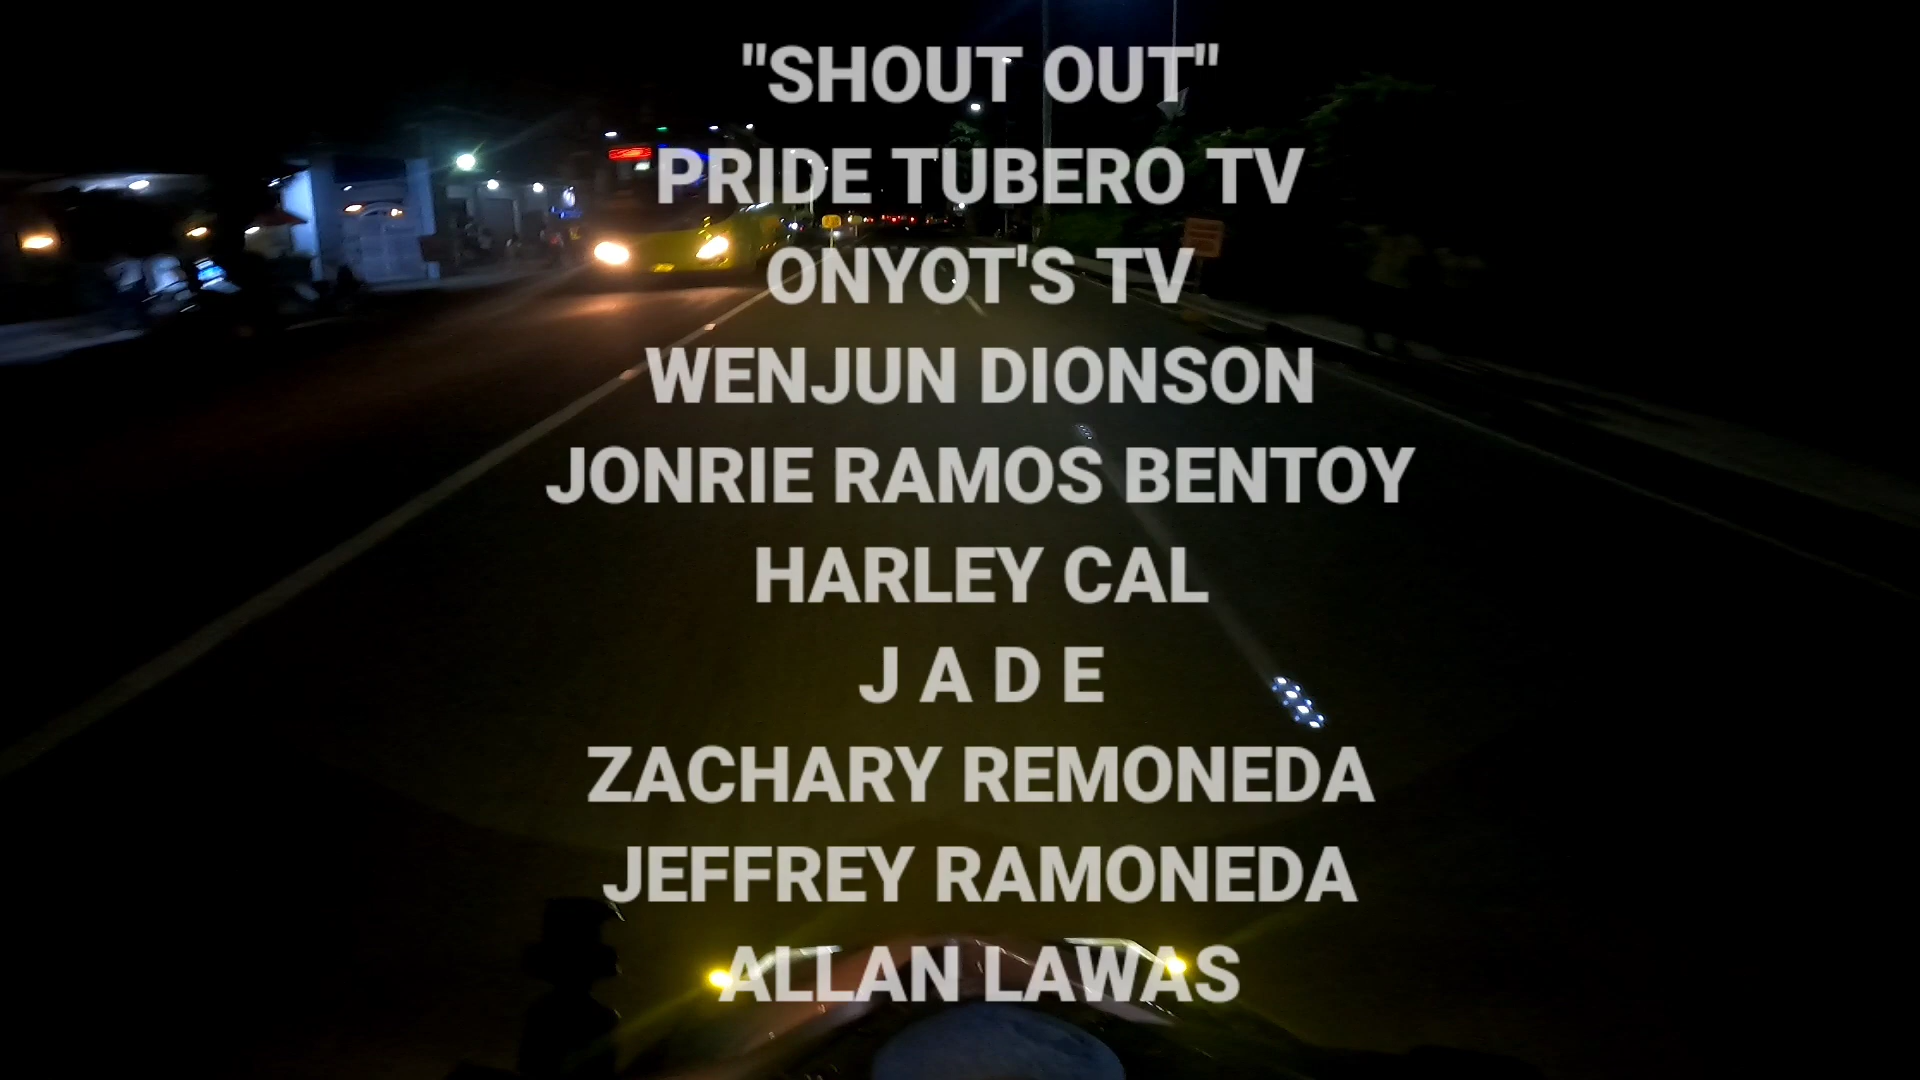 "SHOUT OUT"
PRIDE TUBERO TV
ONYOT'S TV
WENJUN DIONSON
JONRIE RAMOS BENTOY
HARLEY CAL
J A D E
ZACHARY REMONEDA
JEFFREY RAMONEDA
ALLAN LAWAS